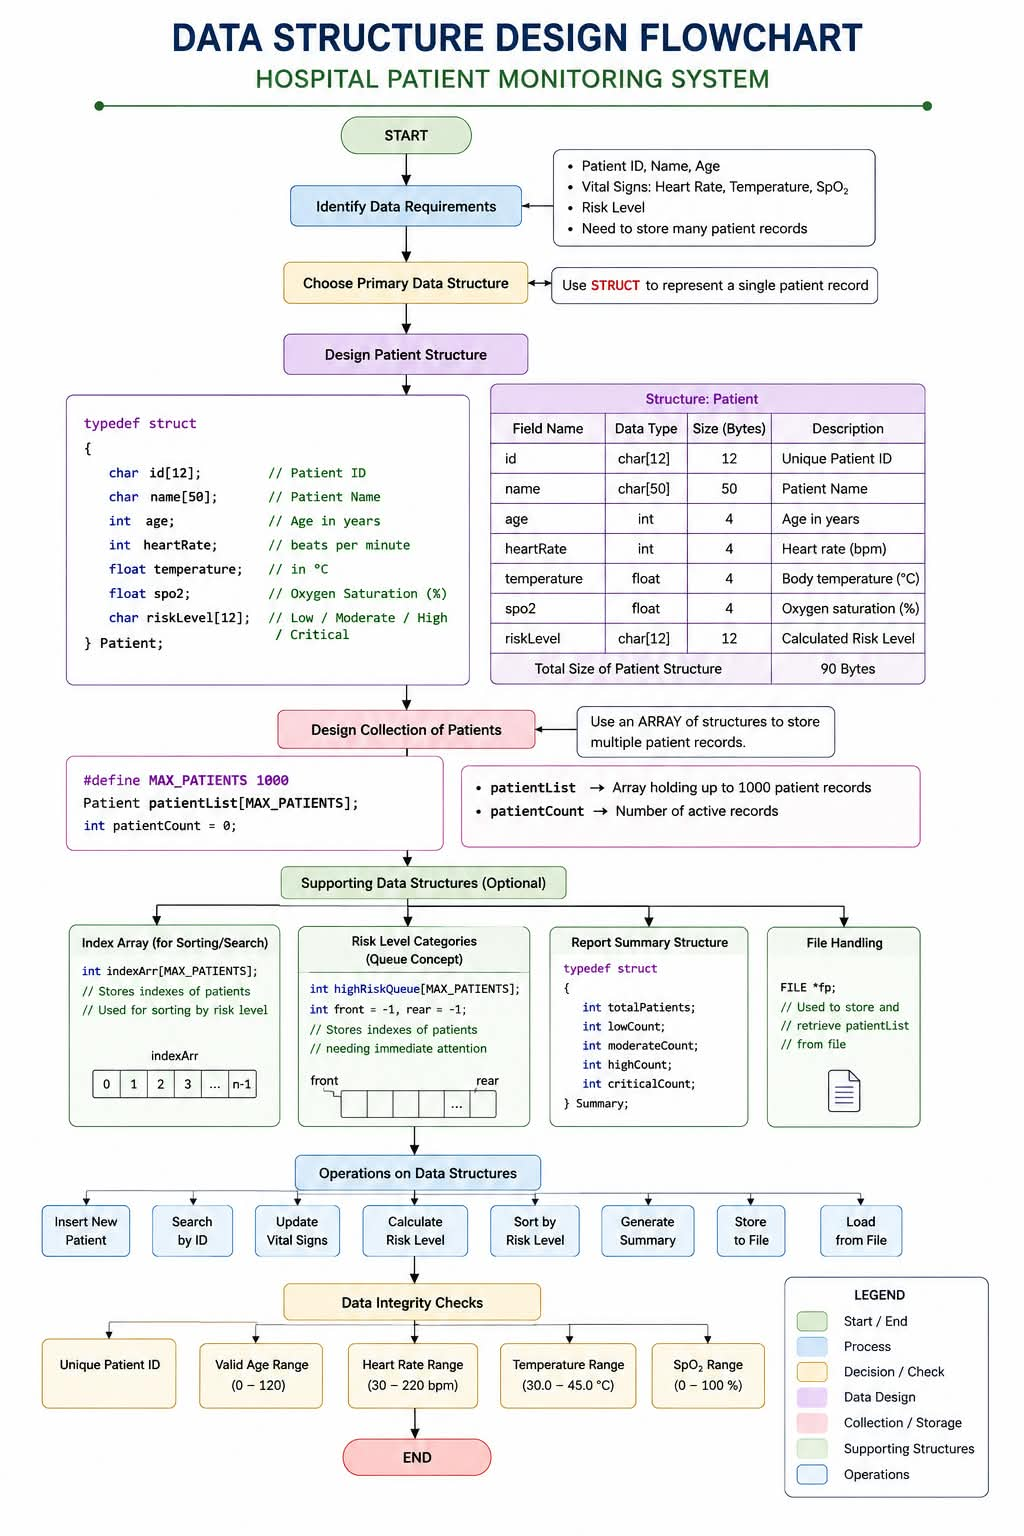 DATA STRUCTURE DESIGN FLOWCHART
HOSPITAL PATIENT MONITORING SYSTEM
START
Identify Data Requirements
• Patient ID, Name, Age
• Vital Signs: Heart Rate, Temperature, SpO₂
• Risk Level
• Need to store many patient records
Choose Primary Data Structure
Use STRUCT to represent a single patient record
Design Patient Structure
typedef struct
{
char id[12]; // Patient ID
char name[50]; // Patient Name
int age; // Age in years
int heartRate; // beats per minute
float temperature; // in °C
float spo2; // Oxygen Saturation (%)
char riskLevel[12]; // Low / Moderate / High
/ Critical
} Patient;
Structure: Patient
Field Name Data Type Size (Bytes) Description
id char[12] 12 Unique Patient ID
name char[50] 50 Patient Name
age int 4 Age in years
heartRate int 4 Heart rate (bpm)
temperature float 4 Body temperature (°C)
spo2 float 4 Oxygen saturation (%)
riskLevel char[12] 12 Calculated Risk Level
Total Size of Patient Structure 90 Bytes
Design Collection of Patients
Use an ARRAY of structures to store
multiple patient records.
#define MAX_PATIENTS 1000
Patient patientList[MAX_PATIENTS];
int patientCount = 0;
• patientList → Array holding up to 1000 patient records
• patientCount → Number of active records
Supporting Data Structures (Optional)
Index Array (for Sorting/Search)
int indexArr[MAX_PATIENTS];
// Stores indexes of patients
// Used for sorting by risk level
indexArr
0 1 2 3 ... n-1
Risk Level Categories
(Queue Concept)
int highRiskQueue[MAX_PATIENTS];
int front = -1, rear = -1;
// Stores indexes of patients
// needing immediate attention
front rear
...
Report Summary Structure
typedef struct
{
int totalPatients;
int lowCount;
int moderateCount;
int highCount;
int criticalCount;
} Summary;
File Handling
FILE *fp;
// Used to store and
// retrieve patientList
// from file
Operations on Data Structures
Insert New
Patient
Search
by ID
Update
Vital Signs
Calculate
Risk Level
Sort by
Risk Level
Generate
Summary
Store
to File
Load
from File
Data Integrity Checks
Unique Patient ID
Valid Age Range
(0 – 120)
Heart Rate Range
(30 – 220 bpm)
Temperature Range
(30.0 – 45.0 °C)
SpO₂ Range
(0 – 100 %)
END
LEGEND
Start / End
Process
Decision / Check
Data Design
Collection / Storage
Supporting Structures
Operations